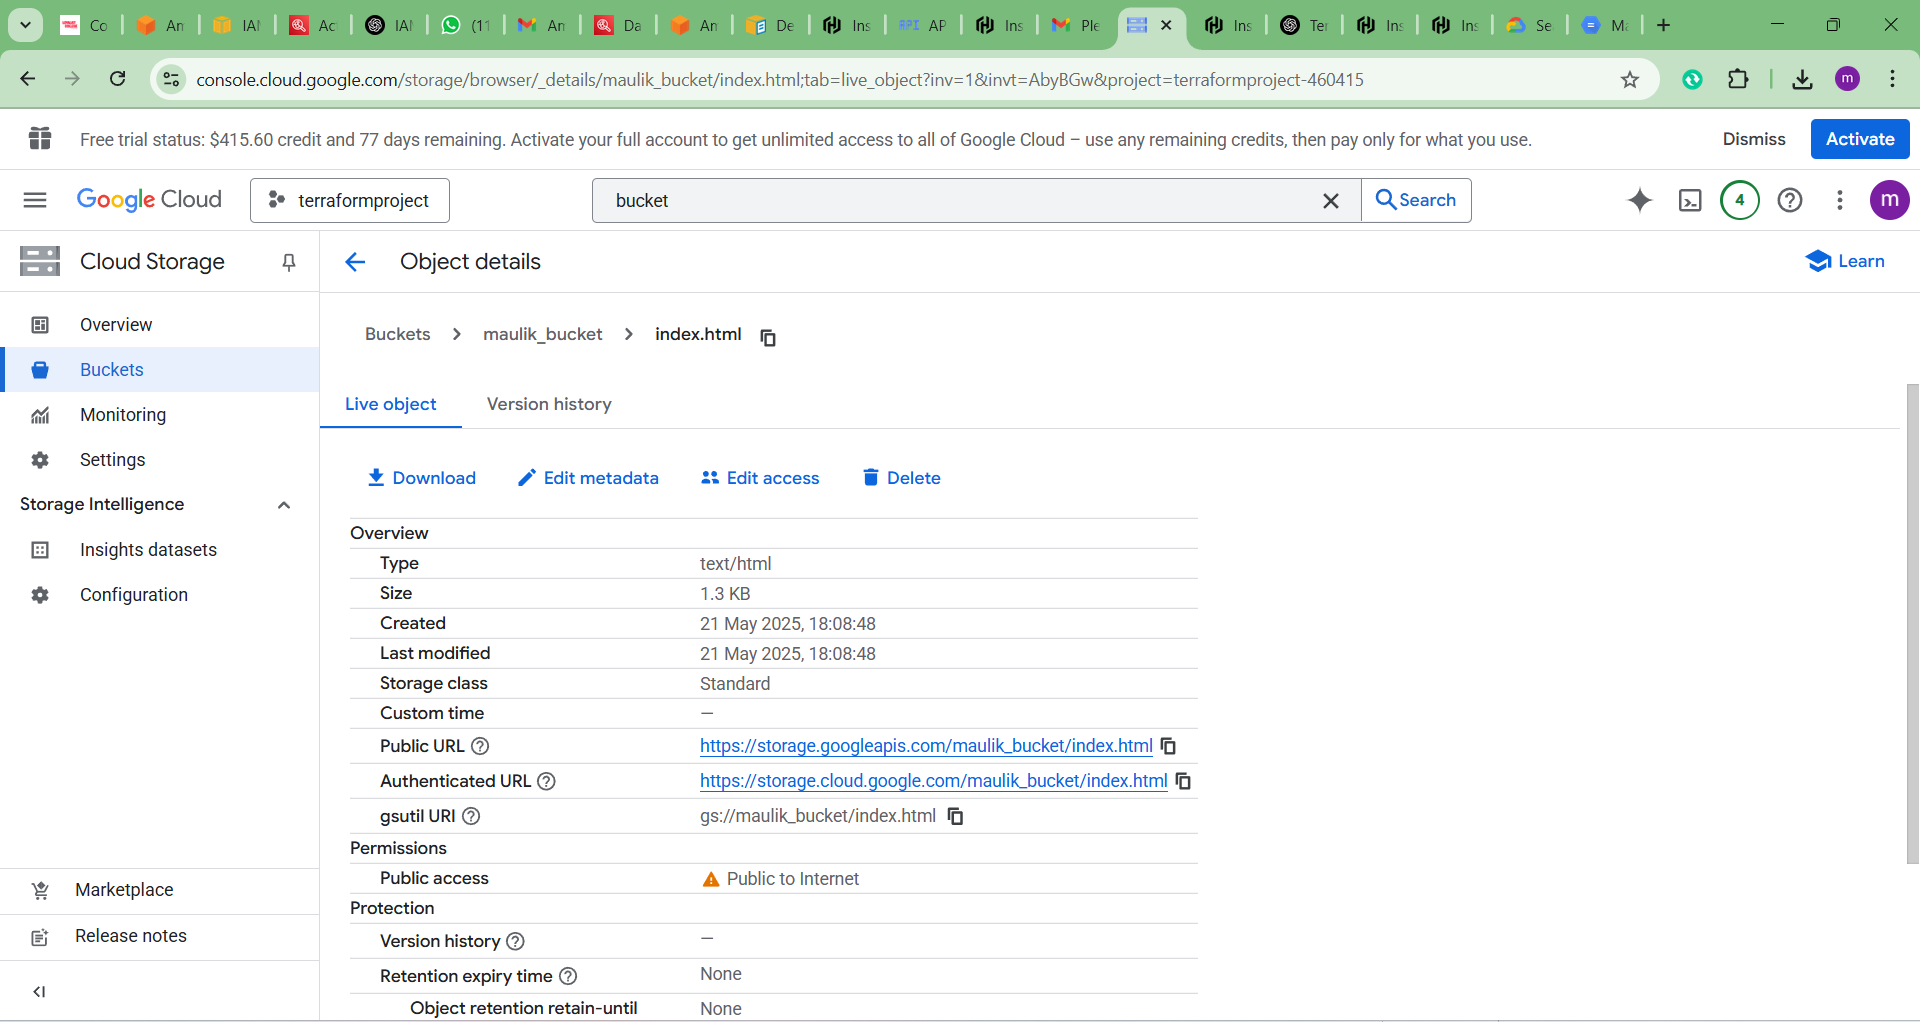 Co
An
IAM
Ac
IAM
(11
An
Da
An
De
Ins
API AP
Ins
Ple
Ins
Ter
Ins
Ins
Se
Ma
console.cloud.google.com/storage/browser/_details/maulik_bucket/index.html;tab=live_object?inv=1&invt=AbyBGw&project=terraformproject-460415
m
Free trial status: $415.60 credit and 77 days remaining. Activate your full account to get unlimited access to all of Google Cloud – use any remaining credits, then pay only for what you use.
Dismiss
Activate
Google Cloud
terraformproject
bucket
Search
4
m
Cloud Storage
Object details
Learn
Overview
Buckets
Monitoring
Settings
Storage Intelligence
Insights datasets
Configuration
Marketplace
Release notes
Buckets > maulik_bucket > index.html
Live object
Version history
Download
Edit metadata
Edit access
Delete
Overview
Type text/html
Size 1.3 KB
Created 21 May 2025, 18:08:48
Last modified 21 May 2025, 18:08:48
Storage class Standard
Custom time —
Public URL https://storage.googleapis.com/maulik_bucket/index.html
Authenticated URL https://storage.cloud.google.com/maulik_bucket/index.html
gsutil URI gs://maulik_bucket/index.html
Permissions
Public access Public to Internet
Protection
Version history —
Retention expiry time None
Object retention retain-until None